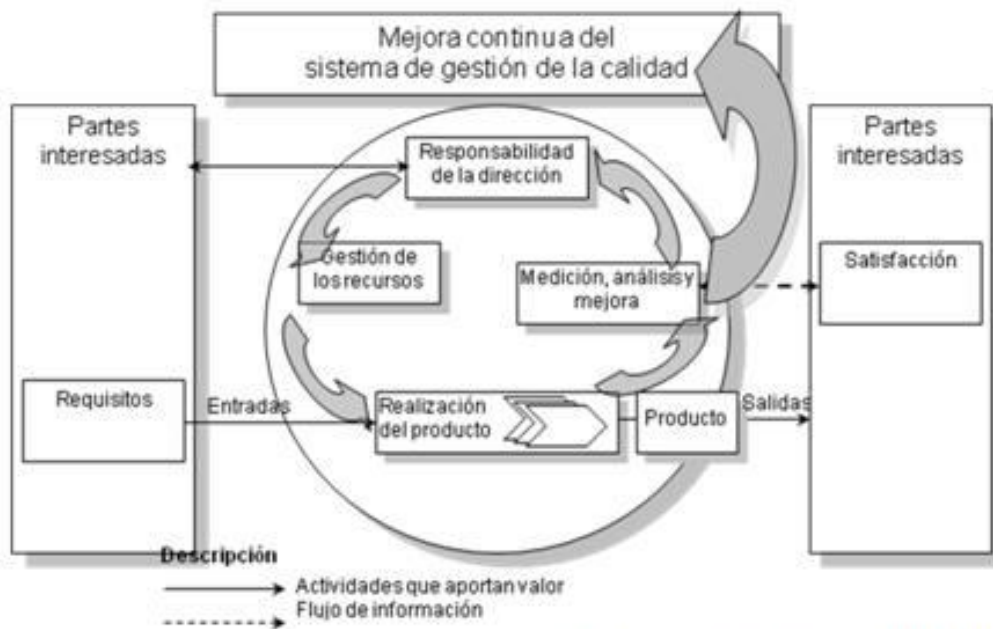 Mejora continua del
sistema de gestión de la calidad
Partes
interesadas
Responsabilidad
de la dirección
Partes
interesadas
Gestión de
los recursos
Medición, análisis y
mejora
Satisfacción
Requisitos
Entradas
Realización
del producto
Producto
Salidas
Descripción
Actividades que aportan valor
Flujo de información